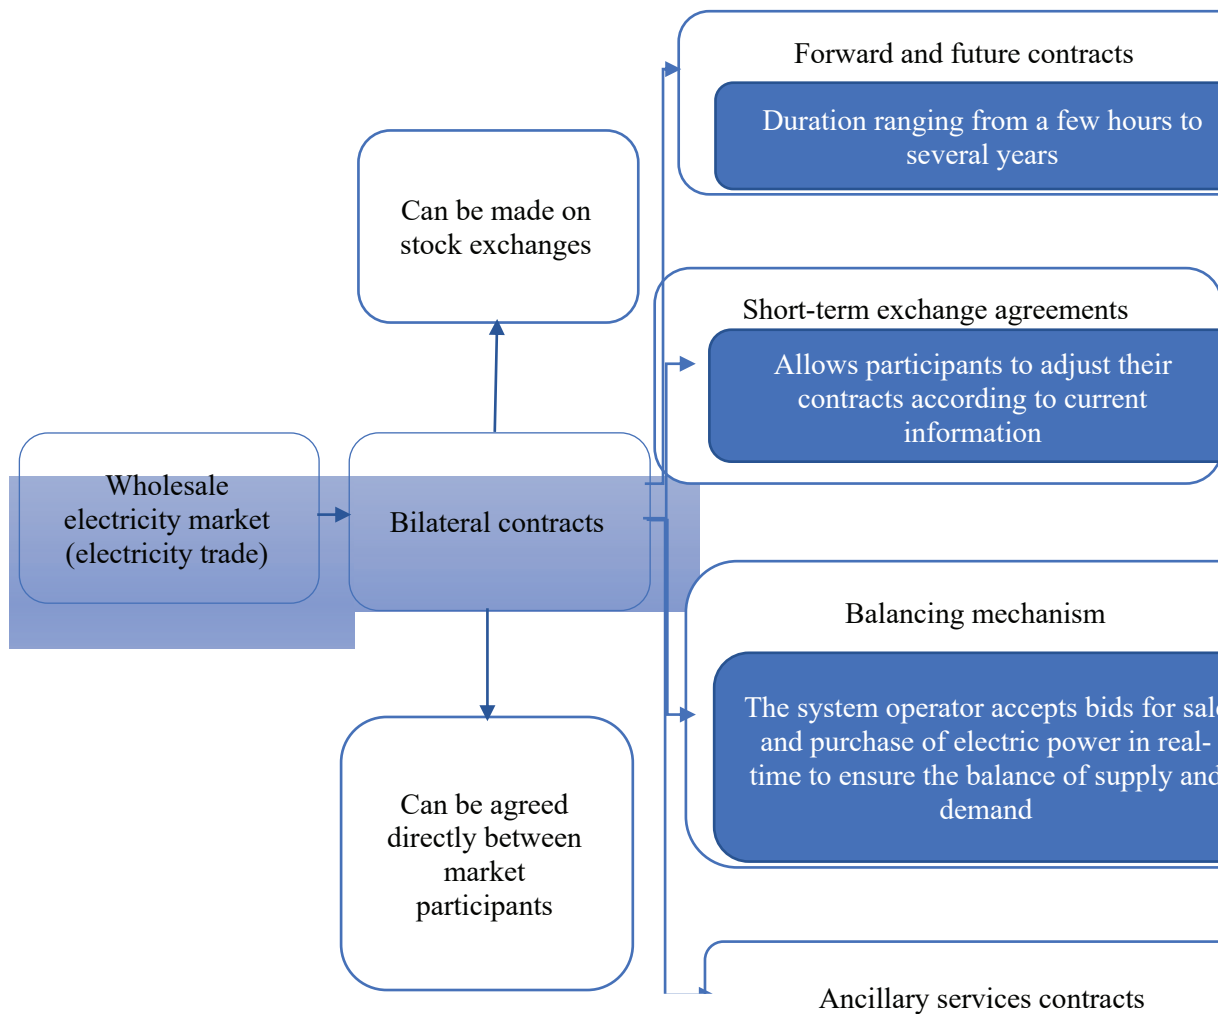 Forward and future contracts
Duration ranging from a few hours to
several years
Can be made on
stock exchanges
Short-term exchange agreements
Allows participants to adjust their
contracts according to current
information
Wholesale
electricity market
(electricity trade)
Bilateral contracts
Balancing mechanism
The system operator accepts bids for sale
and purchase of electric power in real-
time to ensure the balance of supply and
demand
Can be agreed
directly between
market
participants
Ancillary services contracts